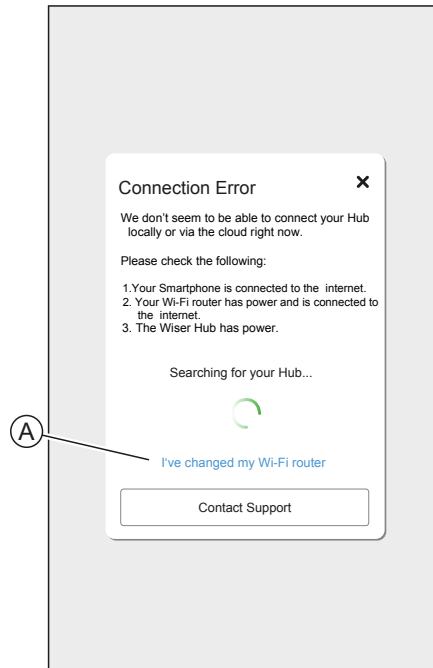 Connection Error
We don't seem to be able to connect your Hub
locally or via the cloud right now.
Please check the following:
1.Your Smartphone is connected to the internet.
2. Your Wi-Fi router has power and is connected to
the internet.
3. The Wiser Hub has power.
Searching for your Hub...
A
I've changed my Wi-Fi router
Contact Support